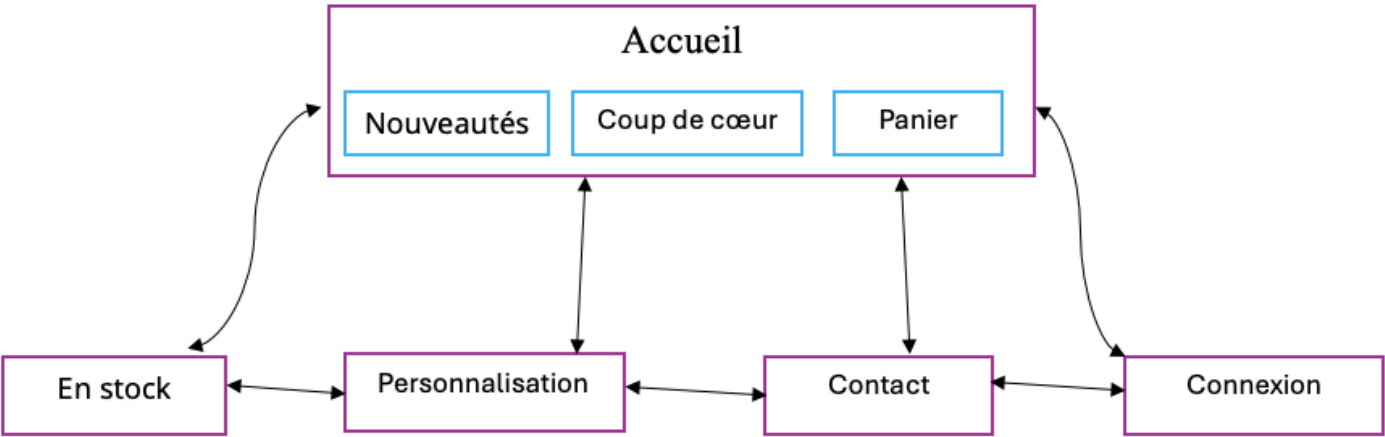 Accueil
Nouveautés
Coup de cœur
Panier
En stock
Personnalisation
Contact
Connexion